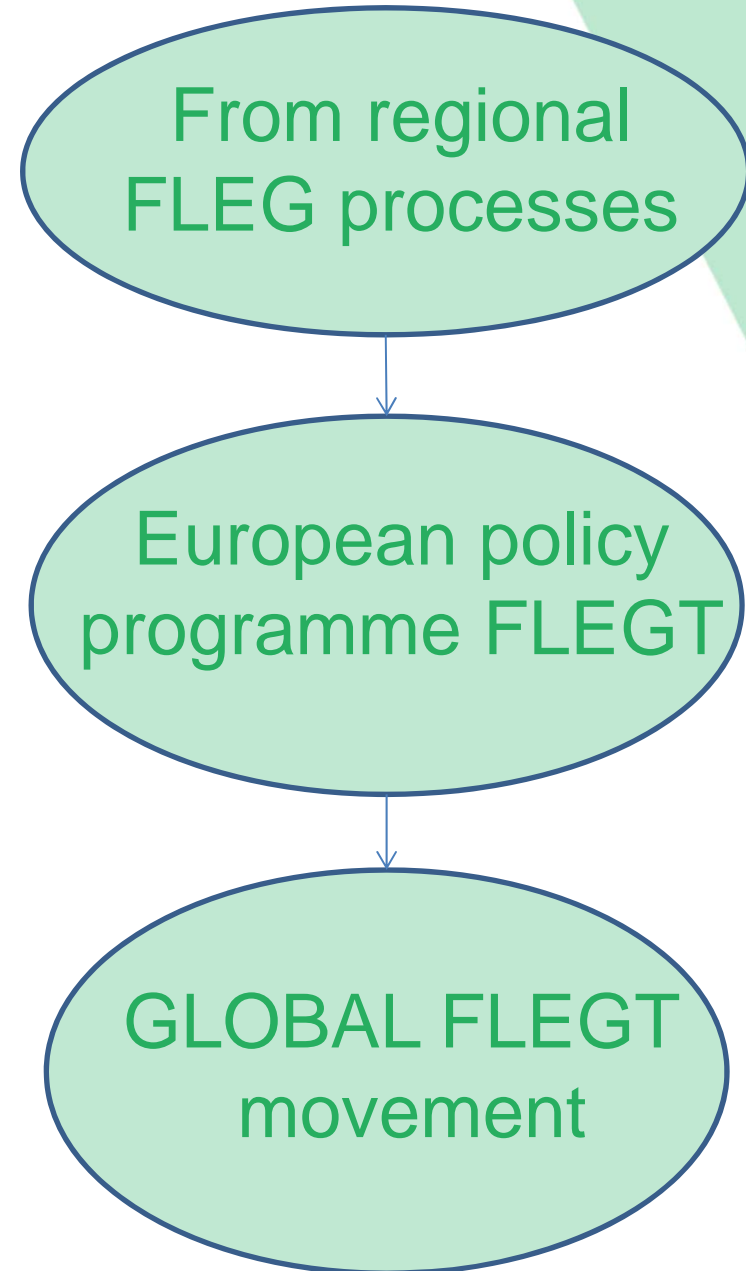 From regional
FLEG processes
European policy
programme FLEGT
GLOBAL FLEGT
movement